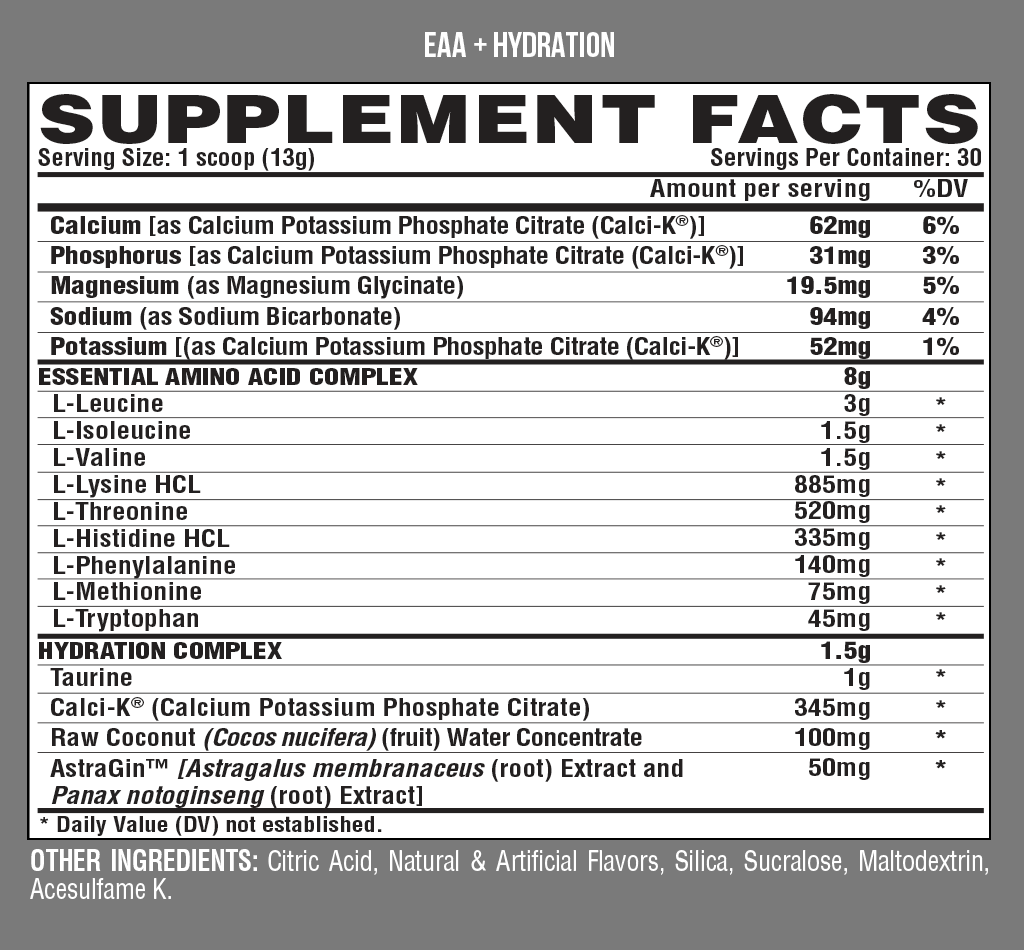 EAA + HYDRATION
SUPPLEMENT FACTS
Serving Size: 1 scoop (13g) Servings Per Container: 30
Amount per serving %DV
Calcium [as Calcium Potassium Phosphate Citrate (Calci-K®)] 62mg 6%
Phosphorus [as Calcium Potassium Phosphate Citrate (Calci-K®)] 31mg 3%
Magnesium (as Magnesium Glycinate) 19.5mg 5%
Sodium (as Sodium Bicarbonate) 94mg 4%
Potassium [(as Calcium Potassium Phosphate Citrate (Calci-K®)] 52mg 1%
ESSENTIAL AMINO ACID COMPLEX 8g
L-Leucine 3g *
L-Isoleucine 1.5g *
L-Valine 1.5g *
L-Lysine HCL 885mg *
L-Threonine 520mg *
L-Histidine HCL 335mg *
L-Phenylalanine 140mg *
L-Methionine 75mg *
L-Tryptophan 45mg *
HYDRATION COMPLEX 1.5g
Taurine 1g *
Calci-K® (Calcium Potassium Phosphate Citrate) 345mg *
Raw Coconut (Cocos nucifera) (fruit) Water Concentrate 100mg *
AstraGin™ [Astragalus membranaceus (root) Extract and 50mg *
Panax notoginseng (root) Extract]
* Daily Value (DV) not established.
OTHER INGREDIENTS: Citric Acid, Natural & Artificial Flavors, Silica, Sucralose, Maltodextrin,
Acesulfame K.